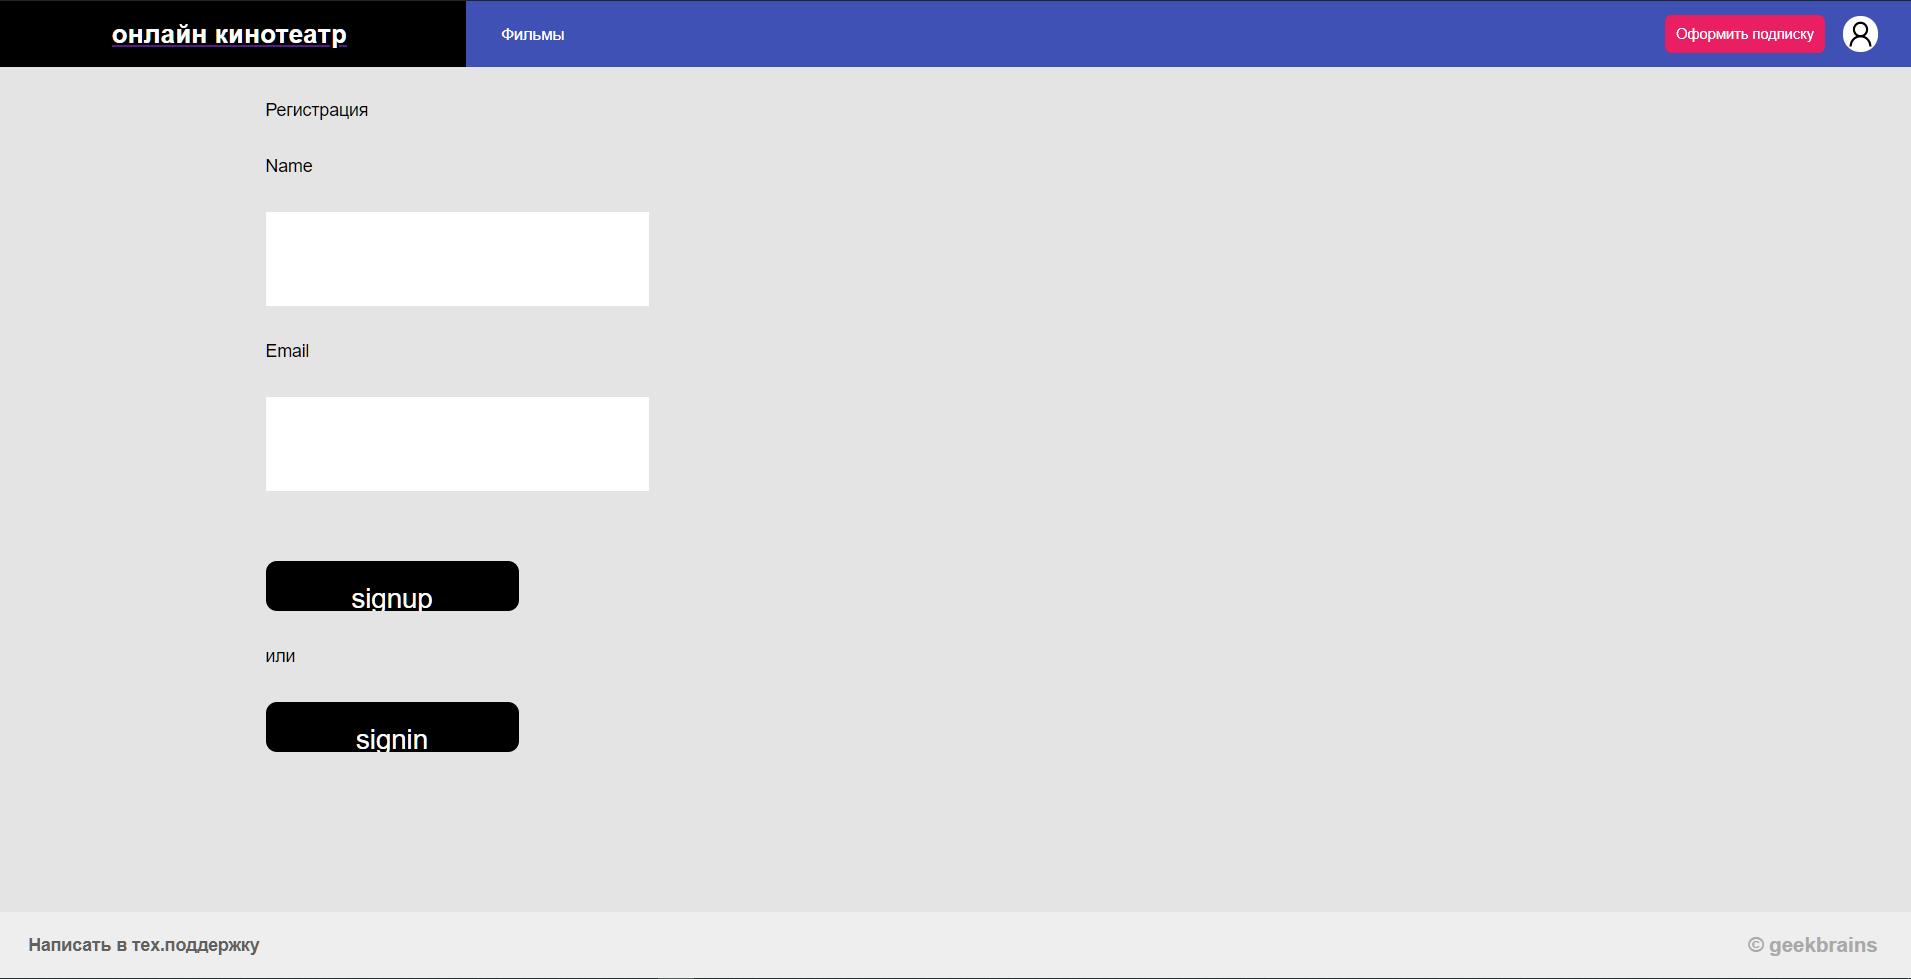 онлайн кинотеатр
Фильмы
Оформить подписку
Регистрация
Name
Email
signup
или
signin
Написать в тех.поддержку
© geekbrains